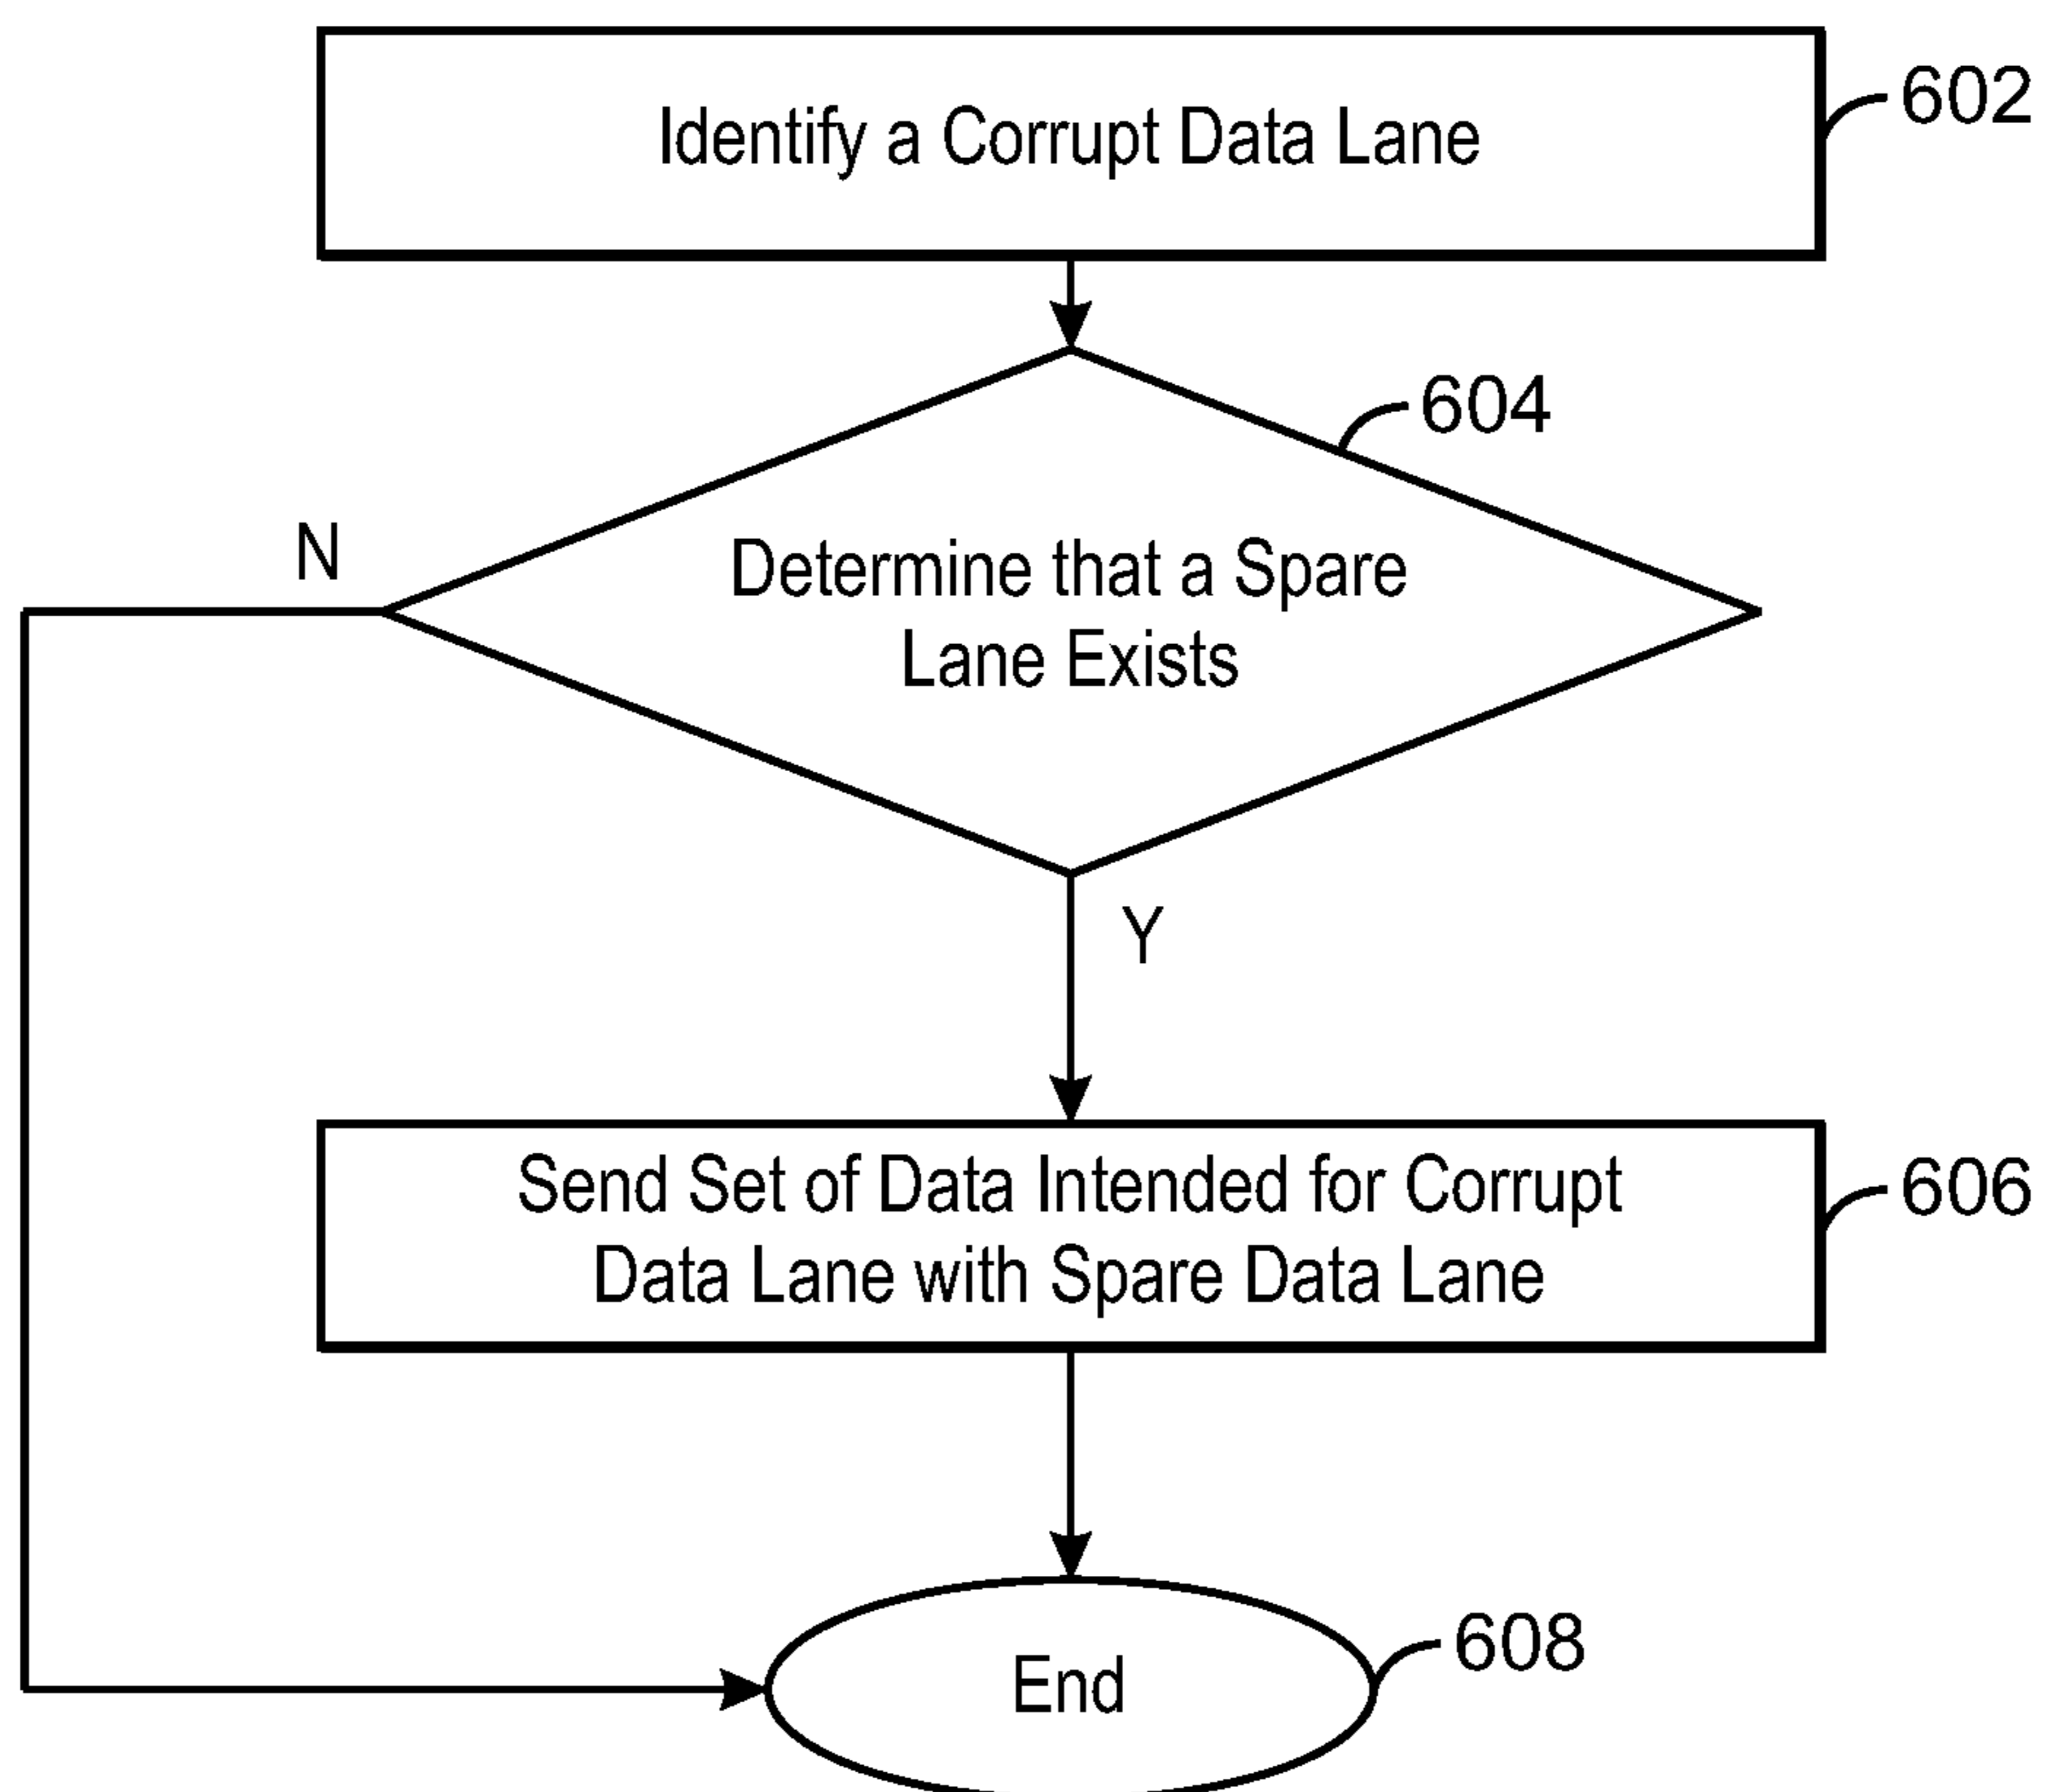 Identify a Corrupt Data Lane
602
604
N
Determine that a Spare
Lane Exists
Y
Send Set of Data Intended for Corrupt
Data Lane with Spare Data Lane
606
End
608